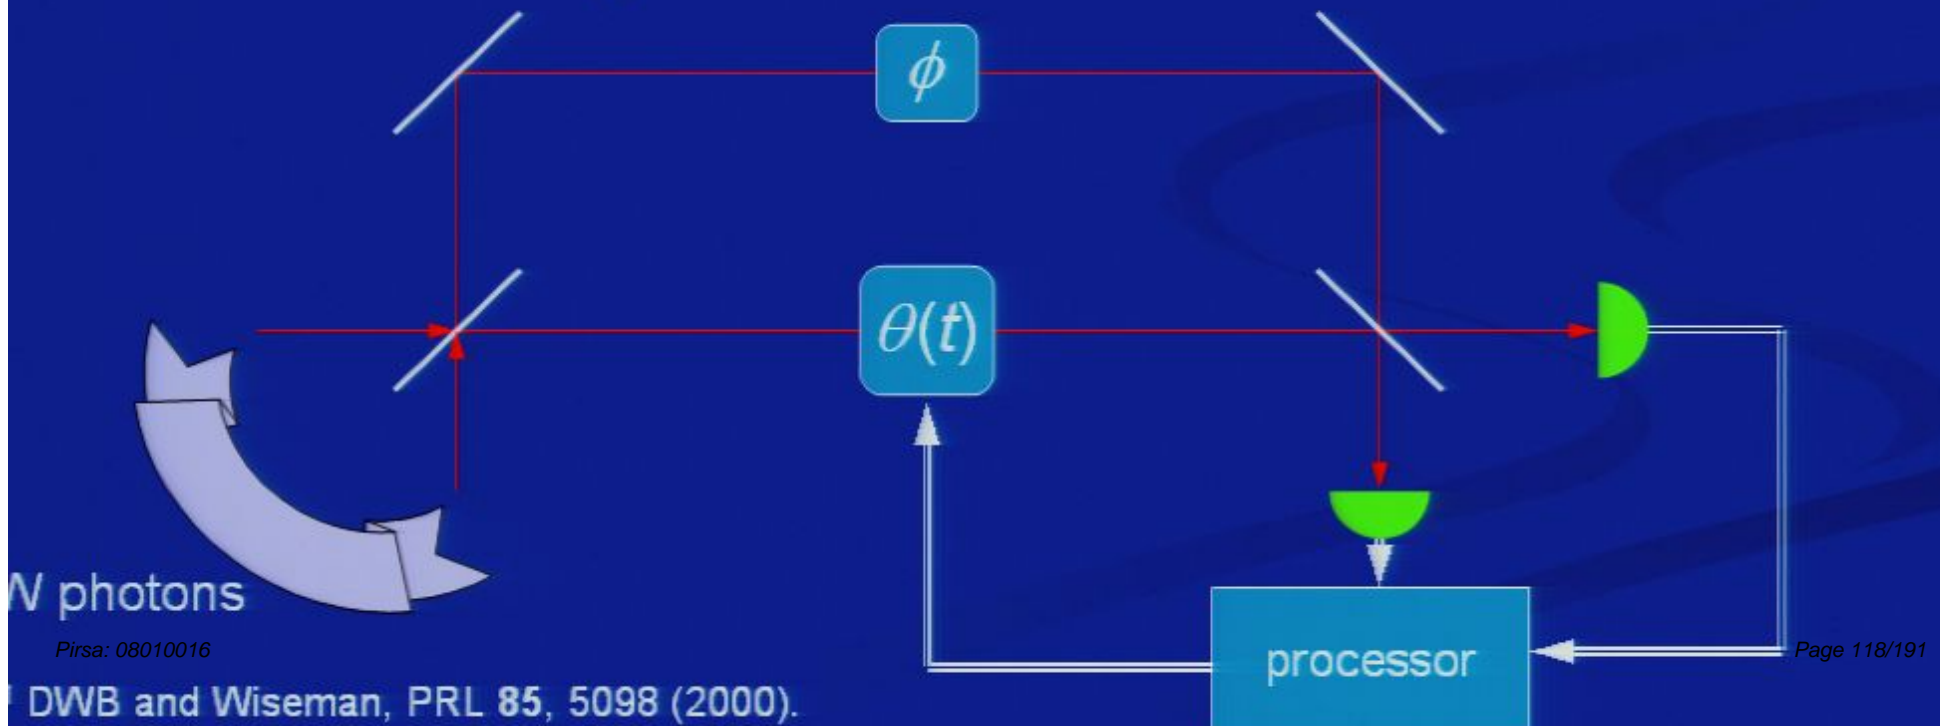 ϕ
θ(t)
N photons
Pirsa: 08010016
processor
Page 118/191
DWB and Wiseman, PRL 85, 5098 (2000).